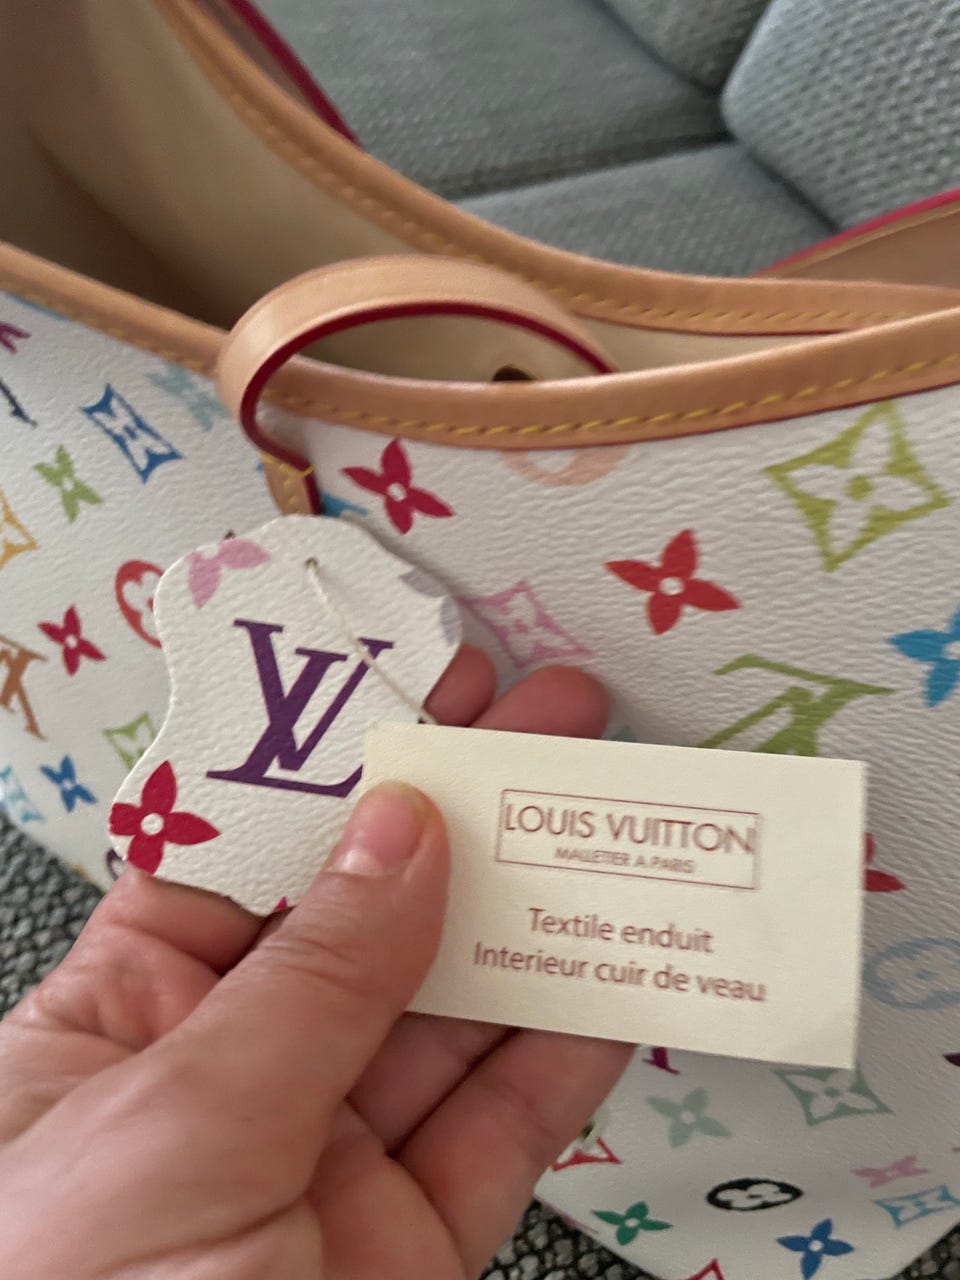 LV
LOUIS VUITTON
MALLETIER A PARIS
Textile enduit
Interieur cuir de veau